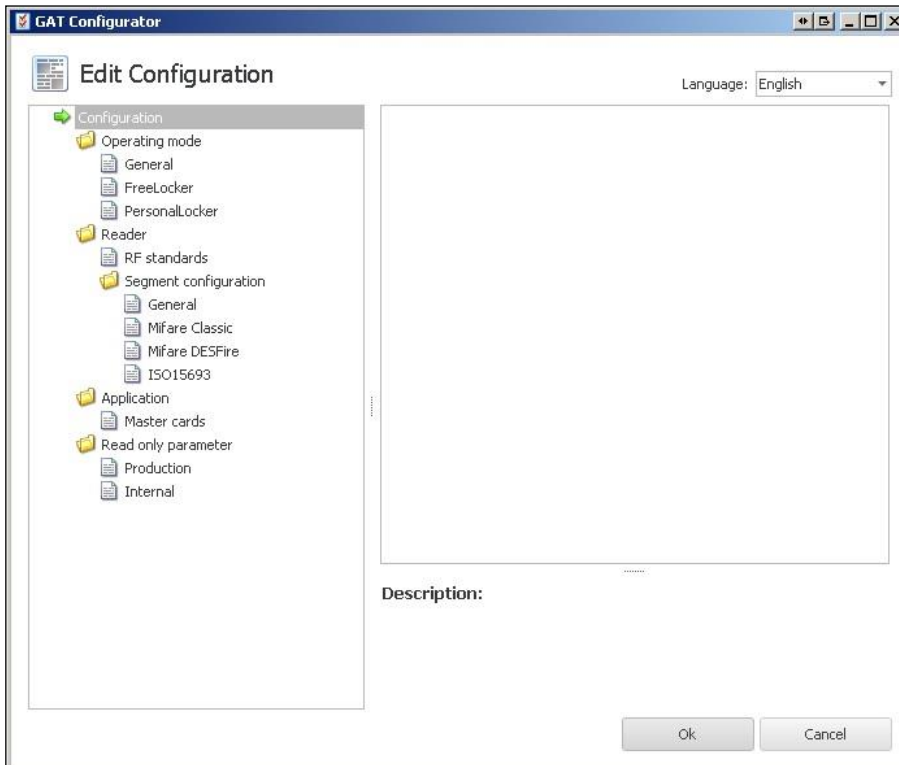 GAT Configurator
Edit Configuration
Language: English
Configuration
Operating mode
General
FreeLocker
PersonalLocker
Reader
RF standards
Segment configuration
General
Mifare Classic
Mifare DESFire
ISO15693
Application
Master cards
Read only parameter
Production
Internal
Description:
Ok Cancel